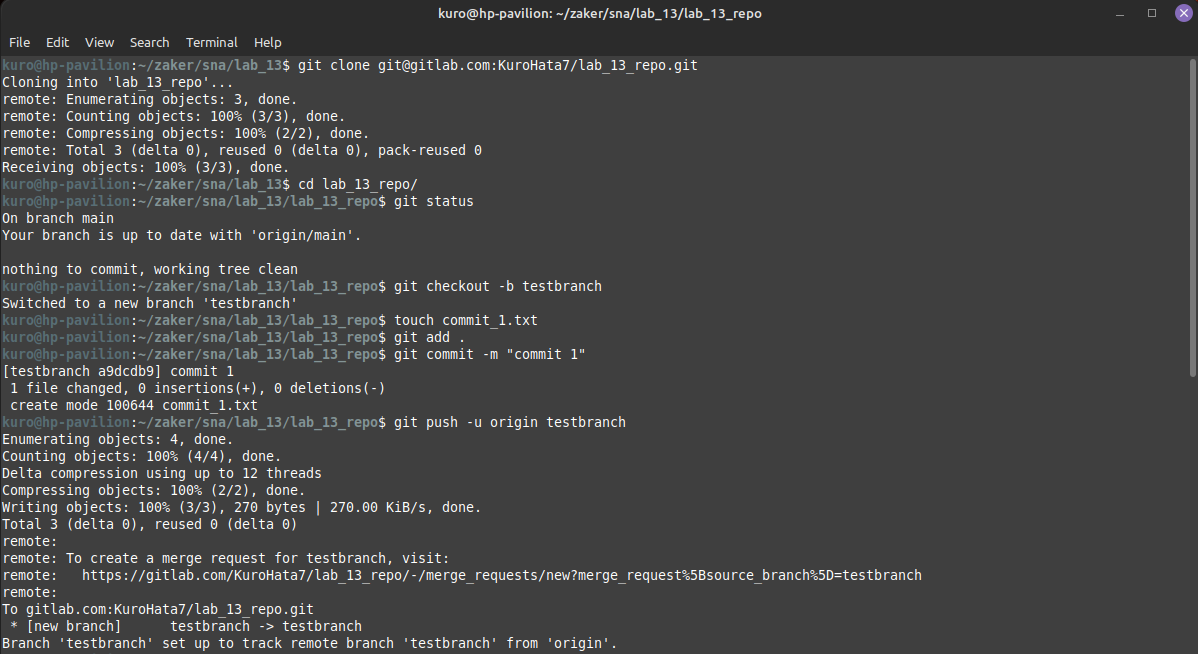 kuro@hp-pavilion: ~/zaker/sna/lab_13/lab_13_repo
File Edit View Search Terminal Help
kuro@hp-pavilion:~/zaker/sna/lab_13$ git clone git@gitlab.com:KuroHata7/lab_13_repo.git
Cloning into 'lab_13_repo'...
remote: Enumerating objects: 3, done.
remote: Counting objects: 100% (3/3), done.
remote: Compressing objects: 100% (2/2), done.
remote: Total 3 (delta 0), reused 0 (delta 0), pack-reused 0
Receiving objects: 100% (3/3), done.
kuro@hp-pavilion:~/zaker/sna/lab_13$ cd lab_13_repo/
kuro@hp-pavilion:~/zaker/sna/lab_13/lab_13_repo$ git status
On branch main
Your branch is up to date with 'origin/main'.

nothing to commit, working tree clean
kuro@hp-pavilion:~/zaker/sna/lab_13/lab_13_repo$ git checkout -b testbranch
Switched to a new branch 'testbranch'
kuro@hp-pavilion:~/zaker/sna/lab_13/lab_13_repo$ touch commit_1.txt
kuro@hp-pavilion:~/zaker/sna/lab_13/lab_13_repo$ git add .
kuro@hp-pavilion:~/zaker/sna/lab_13/lab_13_repo$ git commit -m "commit 1"
[testbranch a9dcdb9] commit 1
 1 file changed, 0 insertions(+), 0 deletions(-)
 create mode 100644 commit_1.txt
kuro@hp-pavilion:~/zaker/sna/lab_13/lab_13_repo$ git push -u origin testbranch
Enumerating objects: 4, done.
Counting objects: 100% (4/4), done.
Delta compression using up to 12 threads
Compressing objects: 100% (2/2), done.
Writing objects: 100% (3/3), 270 bytes | 270.00 KiB/s, done.
Total 3 (delta 0), reused 0 (delta 0)
remote:
remote: To create a merge request for testbranch, visit:
remote:   https://gitlab.com/KuroHata7/lab_13_repo/-/merge_requests/new?merge_request%5Bsource_branch%5D=testbranch
remote:
To gitlab.com:KuroHata7/lab_13_repo.git
 * [new branch]      testbranch -> testbranch
Branch 'testbranch' set up to track remote branch 'testbranch' from 'origin'.